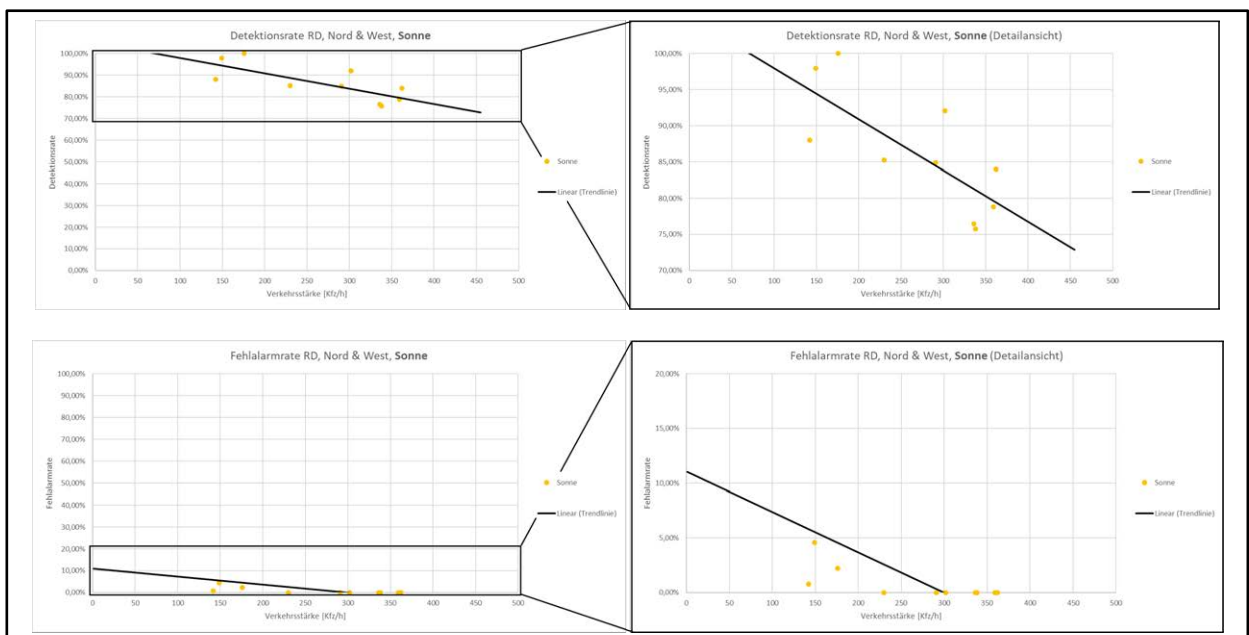 Detektionsrate RD, Nord & West, Sonne
100,00%
90,00%
80,00%
70,00%
60,00%
50,00%
40,00%
30,00%
20,00%
10,00%
0,00%
Detektionsrate
0 50 100 150 200 250 300 350 400 450 500
Verkehrsstärke [Kfz/h]
Sonne
Linear (Trendlinie)
Detektionsrate RD, Nord & West, Sonne (Detailansicht)
100,00%
95,00%
90,00%
85,00%
80,00%
75,00%
70,00%
Detektionsrate
0 50 100 150 200 250 300 350 400 450 500
Verkehrsstärke [Kfz/h]
Sonne
Linear (Trendlinie)
Fehlalarmrate RD, Nord & West, Sonne
100,00%
90,00%
80,00%
70,00%
60,00%
50,00%
40,00%
30,00%
20,00%
10,00%
0,00%
Fehlalarmrate
0 50 100 150 200 250 300 350 400 450 500
Verkehrsstärke [Kfz/h]
Sonne
Linear (Trendlinie)
Fehlalarmrate RD, Nord & West, Sonne (Detailansicht)
20,00%
15,00%
10,00%
5,00%
0,00%
Fehlalarmrate
0 50 100 150 200 250 300 350 400 450 500
Verkehrsstärke [Kfz/h]
Sonne
Linear (Trendlinie)